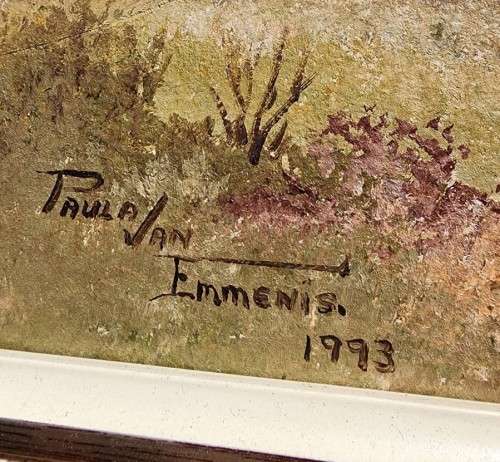 PAULA VAN
EMMENIS.
1993